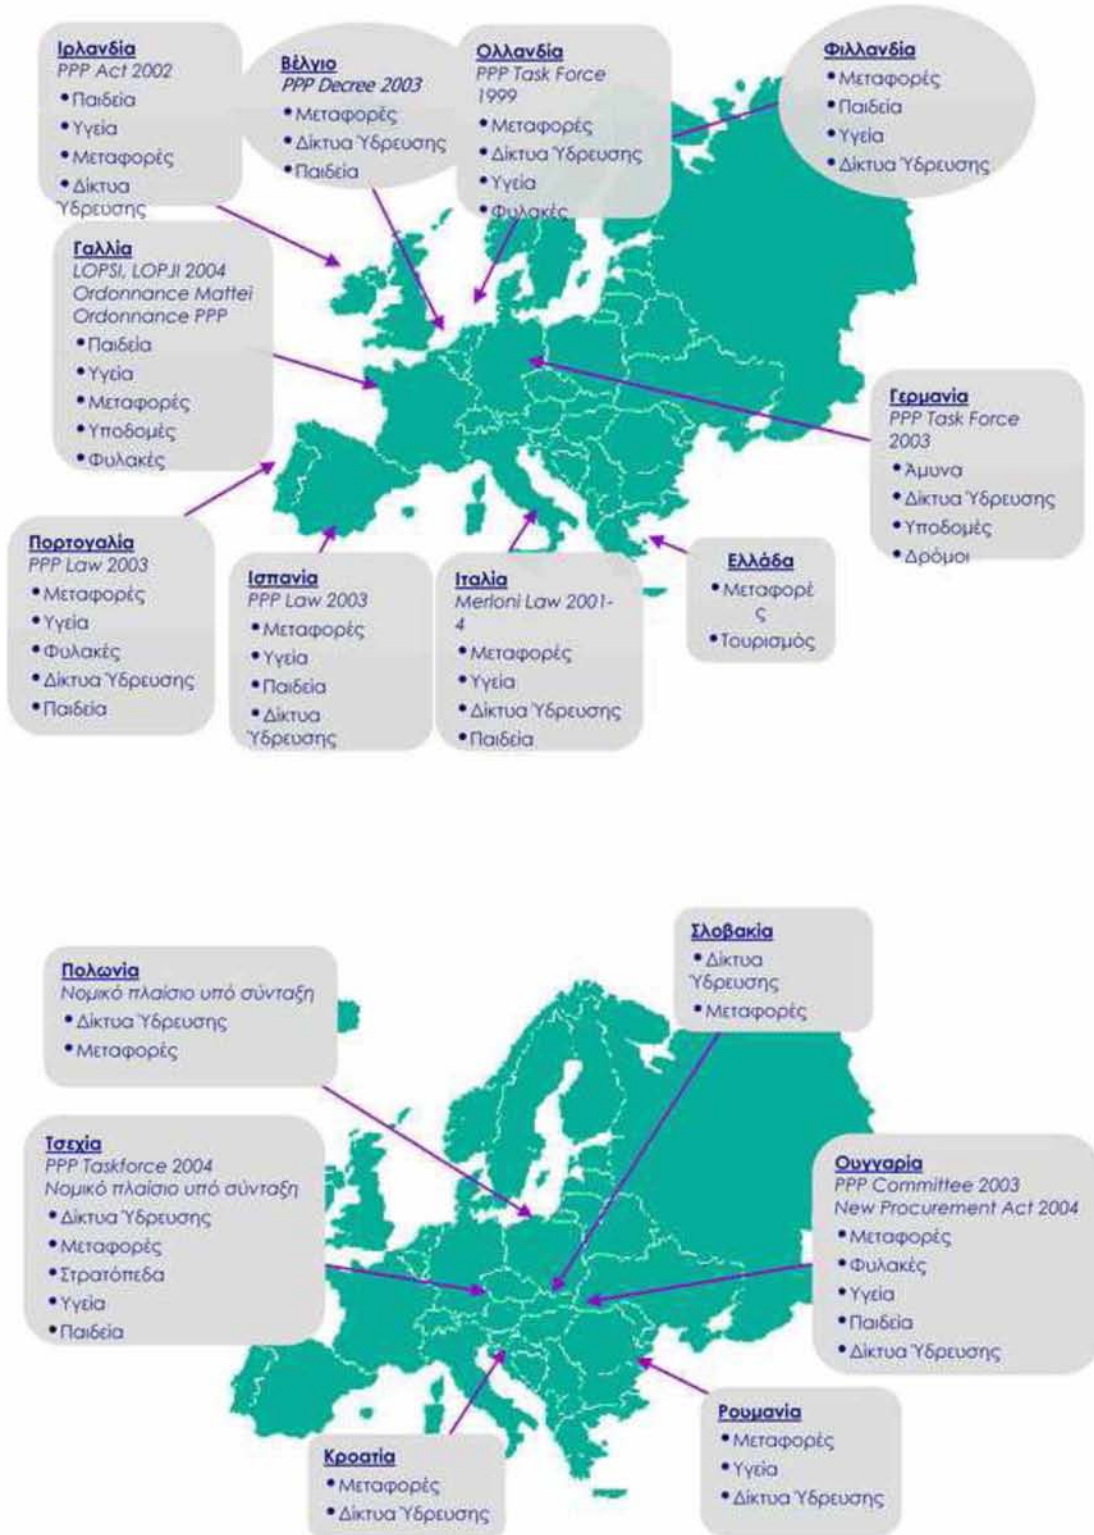 Ιρλανδία
PPP Act 2002
• Παιδεία
• Υγεία
• Μεταφορές
• Δίκτυα
Ύδρευσης
Βέλγιο
PPP Decree 2003
• Μεταφορές
• Δίκτυα Ύδρευσης
• Παιδεία
Ολλανδία
PPP Task Force
1999
• Μεταφορές
• Δίκτυα Ύδρευσης
• Υγεία
• Φυλακές
Φιλλανδία
• Μεταφορές
• Παιδεία
• Υγεία
• Δίκτυα Ύδρευσης
Γαλλία
LOPSI, LOPJI 2004
Ordonnance Mattei
Ordonnance PPP
• Παιδεία
• Υγεία
• Μεταφορές
• Υποδομές
• Φυλακές
Γερμανία
PPP Task Force
2003
• Άμυνα
• Δίκτυα Ύδρευσης
• Υποδομές
• Δρόμοι
Πορτογαλία
PPP Law 2003
• Μεταφορές
• Υγεία
• Φυλακές
• Δίκτυα Ύδρευσης
• Παιδεία
Ισπανία
PPP Law 2003
• Μεταφορές
• Υγεία
• Παιδεία
• Δίκτυα
Ύδρευσης
Ιταλία
Merloni Law 2001-
4
• Μεταφορές
• Υγεία
• Δίκτυα Ύδρευσης
• Παιδεία
Ελλάδα
• Μεταφορέ
ς
• Τουρισμός
Πολωνία
Νομικό πλαίσιο υπό σύνταξη
• Δίκτυα Ύδρευσης
• Μεταφορές
Σλοβακία
• Δίκτυα
Ύδρευσης
• Μεταφορές
Τσεχία
PPP Taskforce 2004
Νομικό πλαίσιο υπό σύνταξη
• Δίκτυα Ύδρευσης
• Μεταφορές
• Στρατόπεδα
• Υγεία
• Παιδεία
Ουγγαρία
PPP Committee 2003
New Procurement Act 2004
• Μεταφορές
• Φυλακές
• Υγεία
• Παιδεία
• Δίκτυα Ύδρευσης
Κροατία
• Μεταφορές
• Δίκτυα Ύδρευσης
Ρουμανία
• Μεταφορές
• Υγεία
• Δίκτυα Ύδρευσης